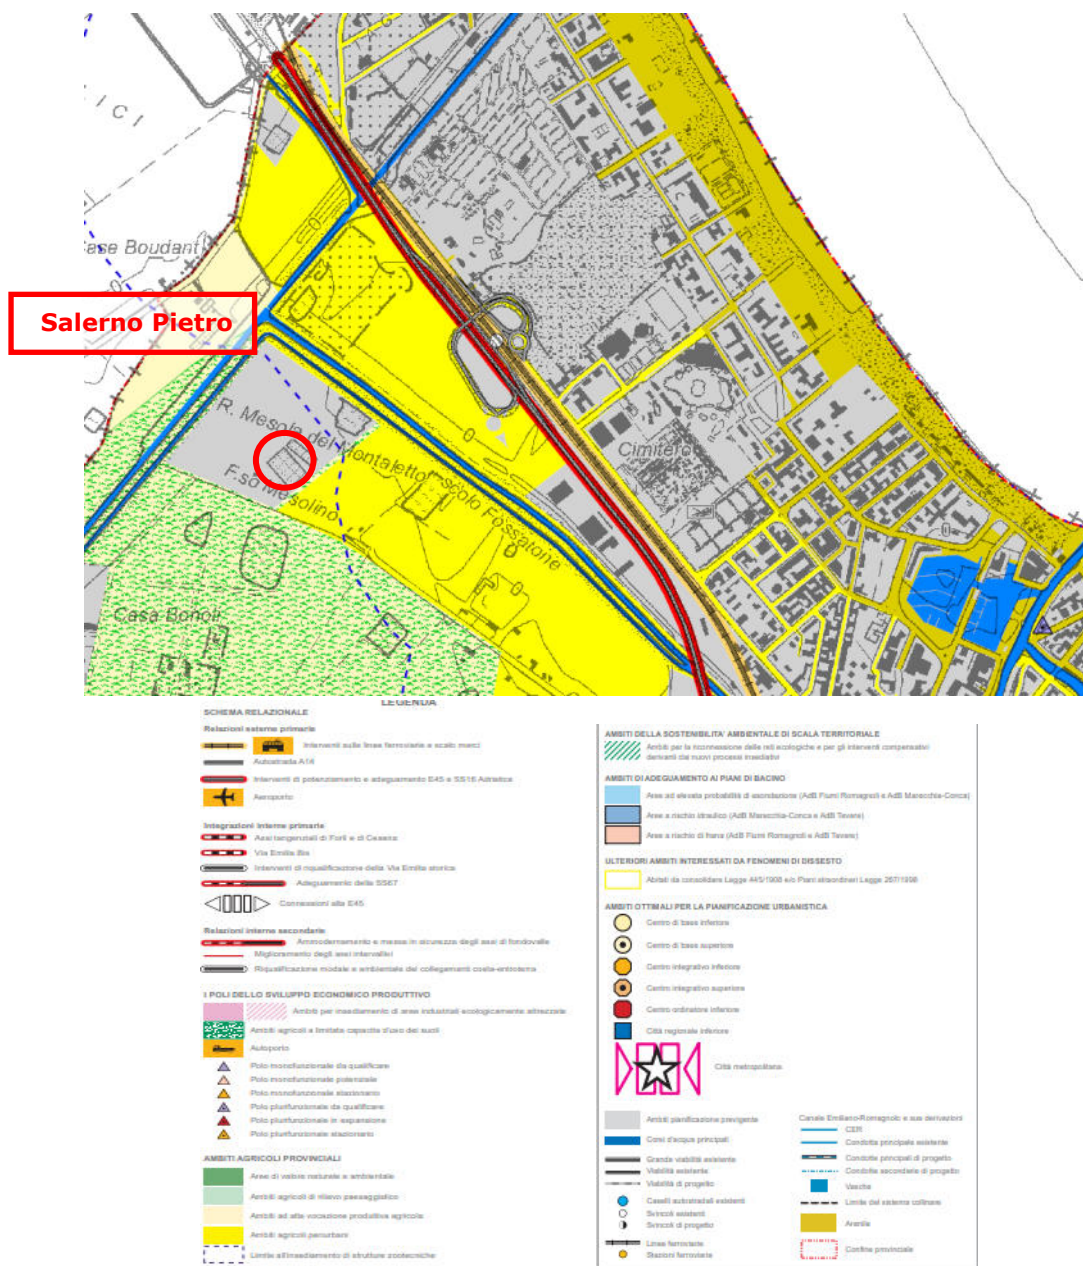 I C I
Case Boudant
Salerno Pietro
R. Mesola del Montaletto
scolo Fossatone
F.so Mesolino
Cimitero
Casa Bonoli
LEGENDA
SCHEMA RELAZIONALE
Relazioni esterne primarie
Interventi sulle linee ferroviarie e scalo merci
Autostrada A14
Interventi di potenziamento e adeguamento E45 e SS16 Adriatica
Aeroporto
Integrazioni interne primarie
Assi tangenziali di Forlì e di Cesena
Via Emilia Bis
Interventi di riqualificazione della Via Emilia storica
Adeguamento della SS67
Connessioni alla E45
Relazioni interne secondarie
Ammodernamento e messa in sicurezza degli assi di fondovalle
Miglioramento degli assi intervallivi
Riqualificazione modale e ambientale dei collegamenti costa-entroterra
I POLI DELLO SVILUPPO ECONOMICO PRODUTTIVO
Ambiti per insediamento di aree industriali ecologicamente attrezzate
Ambiti agricoli a limitata capacità d'uso dei suoli
Autoporto
Polo monofunzionale da qualificare
Polo monofunzionale potenziale
Polo monofunzionale stazionario
Polo plurifunzionale da qualificare
Polo plurifunzionale in espansione
Polo plurifunzionale stazionario
AMBITI AGRICOLI PROVINCIALI
Aree di valore naturale e ambientale
Ambiti agricoli di rilievo paesaggistico
Ambiti ad alta vocazione produttiva agricola
Ambiti agricoli periurbani
Limite all'insediamento di strutture zootecniche
AMBITI DELLA SOSTENIBILITA' AMBIENTALE DI SCALA TERRITORIALE
Ambiti per la riconnessione delle reti ecologiche e per gli interventi compensativi
derivanti dai nuovi processi insediativi
AMBITI DI ADEGUAMENTO AI PIANI DI BACINO
Aree ad elevata probabilità di esondazione (AdB Fiumi Romagnoli e AdB Marecchia-Conca)
Aree a rischio idraulico (AdB Marecchia-Conca e AdB Tevere)
Aree a rischio di frana (AdB Fiumi Romagnoli e AdB Tevere)
ULTERIORI AMBITI INTERESSATI DA FENOMENI DI DISSESTO
Abitati da consolidare Legge 445/1908 e/o Piani straordinari Legge 267/1998
AMBITI OTTIMALI PER LA PIANIFICAZIONE URBANISTICA
Centro di base inferiore
Centro di base superiore
Centro integrativo inferiore
Centro integrativo superiore
Centro ordinatore inferiore
Città regionale inferiore
Città metropolitana
Ambiti pianificazione previgente
Corsi d'acqua principali
Grande viabilità esistente
Viabilità esistente
Viabilità di progetto
Caselli autostradali esistenti
Svincoli esistenti
Svincoli di progetto
Linee ferroviarie
Stazioni ferroviarie
Canale Emiliano-Romagnolo e sue derivazioni
CER
Condotta principale esistente
Condotte principali di progetto
Condotte secondarie di progetto
Vasche
Limite del sistema collinare
Arenile
Confine provinciale